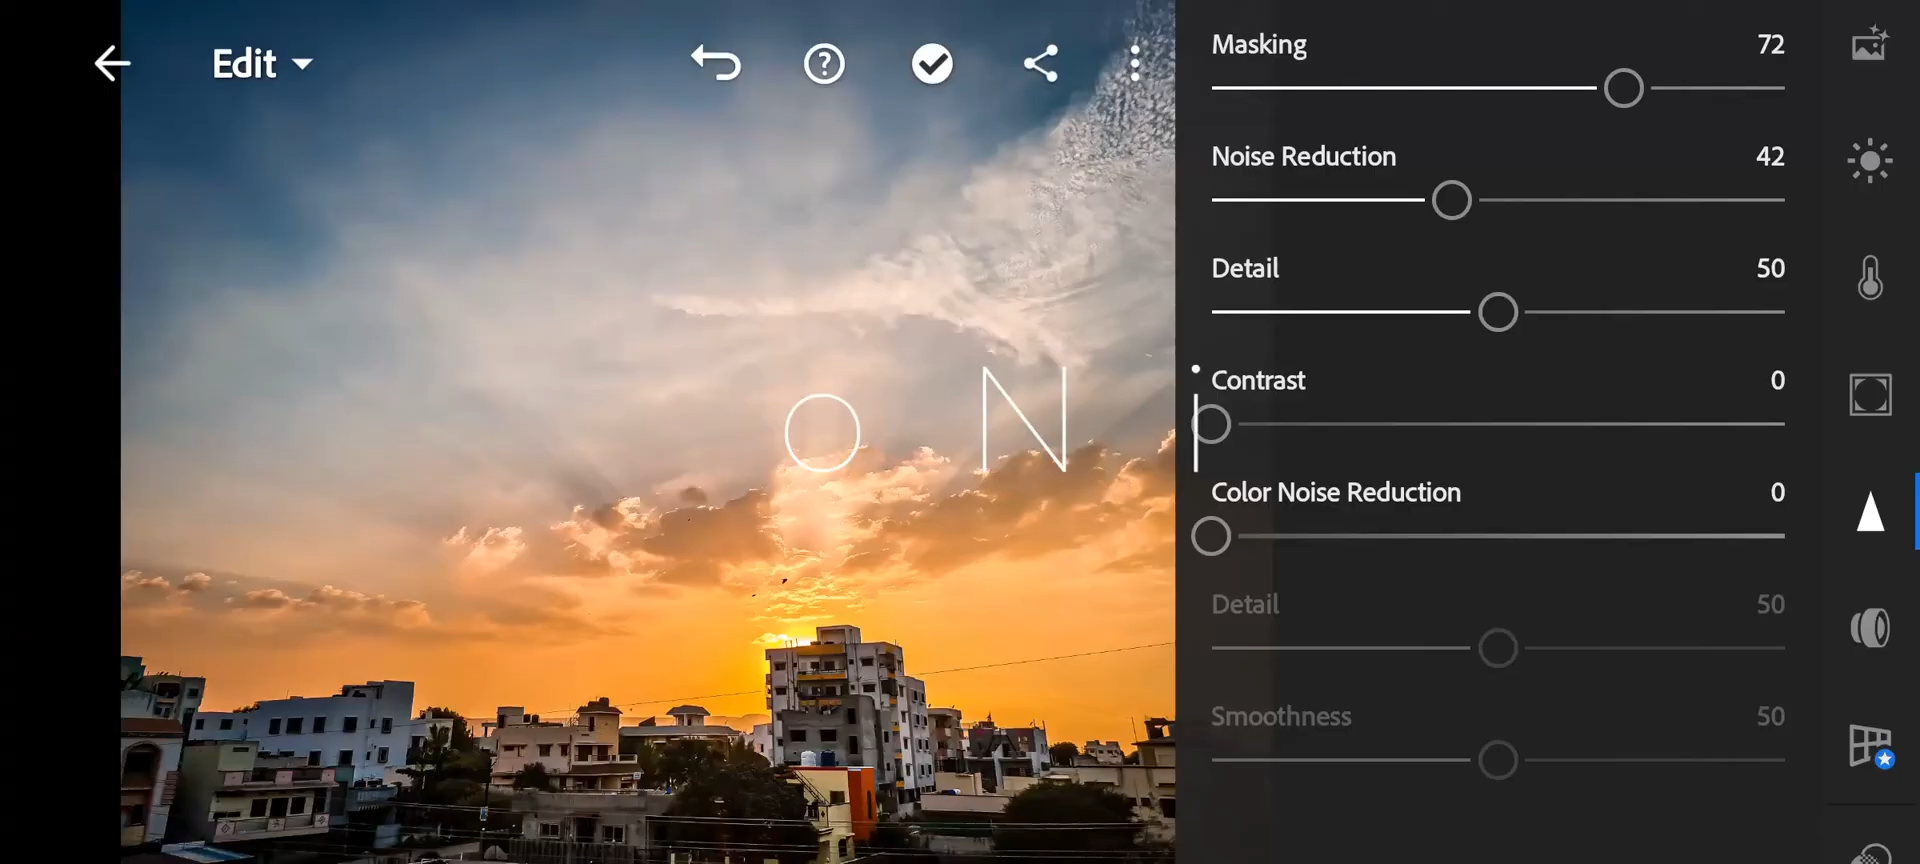 Edit
Masking 72
Noise Reduction 42
Detail 50
Contrast 0
o N i
Color Noise Reduction 0
Detail 50
Smoothness 50